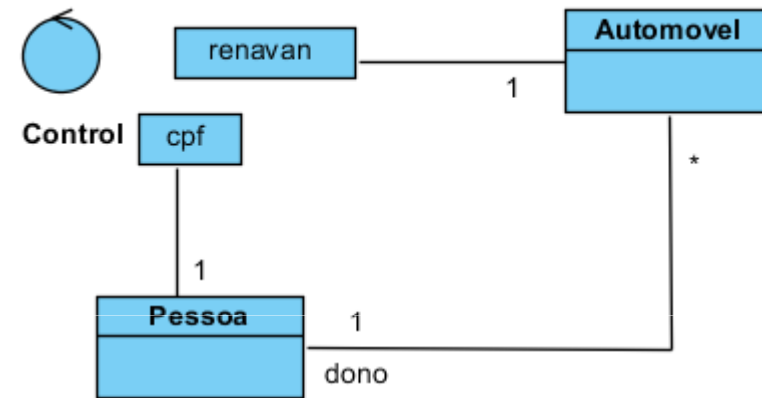 renavan
Automovel
1
Control
cpf
*
1
Pessoa
1
dono